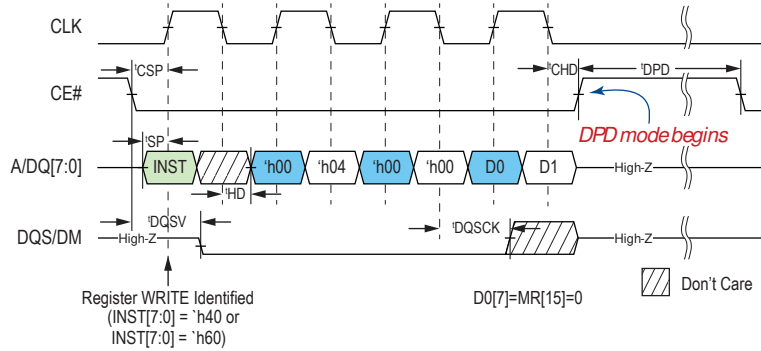 CLK
tCSP
tCHD
tDPD
CE#
DPD mode begins
tSP
A/DQ[7:0]
INST
‘h00
‘h04
‘h00
‘h00
D0
D1
High-Z
tHD
tDQSV
tDQSCK
DQS/DM
High-Z
High-Z
Don't Care
Register WRITE Identified
(INST[7:0] = `h40 or
INST[7:0] = `h60)
D0[7]=MR[15]=0